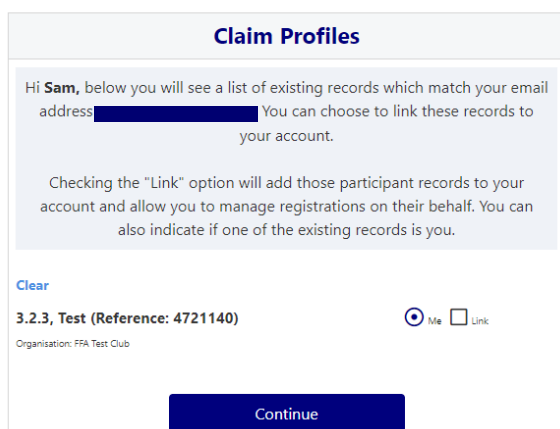 Claim Profiles
Hi Sam, below you will see a list of existing records which match your email
address You can choose to link these records to
your account.
Checking the "Link" option will add those participant records to your
account and allow you to manage registrations on their behalf. You can
also indicate if one of the existing records is you.
Clear
3.2.3, Test (Reference: 4721140) Me Link
Organisation: FFA Test Club
Continue